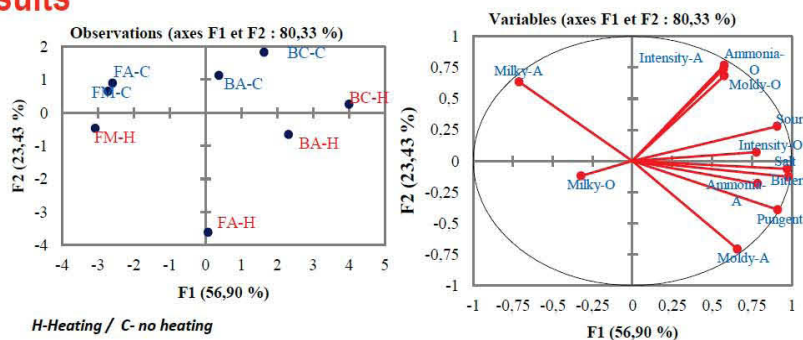 sults
Observations (axes F1 et F2 : 80,33 %)
F2 (23,43 %)
2
1
0
-1
-2
-3
-4
FA-C
FM-C
FM-H
BC-C
BA-C
BC-H
BA-H
FA-H
-4 -3 -2 -1 0 1 2 3 4 5
F1 (56,90 %)
H-Heating / C- no heating
Variables (axes F1 et F2 : 80,33 %)
F2 (23,43 %)
1
0,75
0,5
0,25
0
-0,25
-0,5
-0,75
-1
Milky-A
Intensity-A
Ammonia-
O
Moldy-O
Sour
Intensity-O
Salt
Bitter
Milky-O
Ammonia-
A
Pungent
Moldy-A
-1 -0,75 -0,5 -0,25 0 0,25 0,5 0,75 1
F1 (56,90 %)